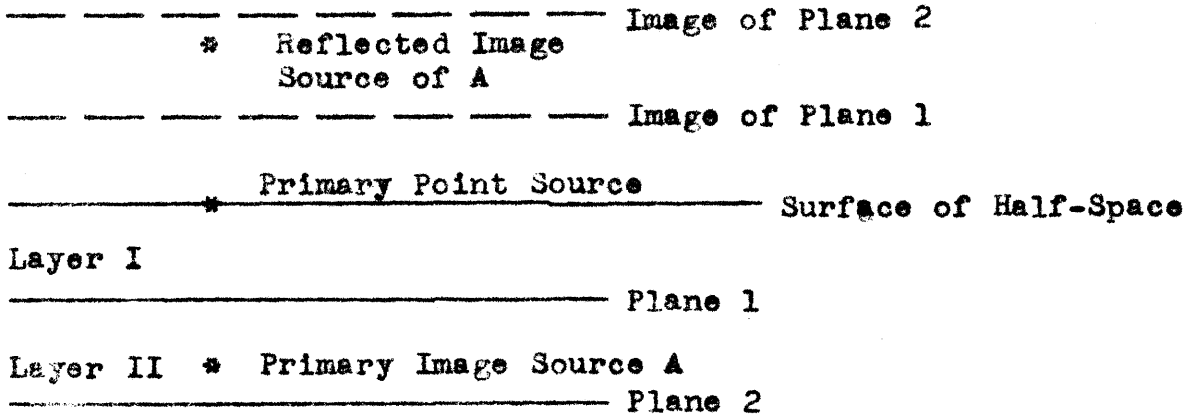 Image of Plane 2
* Reflected Image
Source of A
Image of Plane 1
Primary Point Source
* Surface of Half-Space
Layer I
Plane 1
Layer II * Primary Image Source A
Plane 2